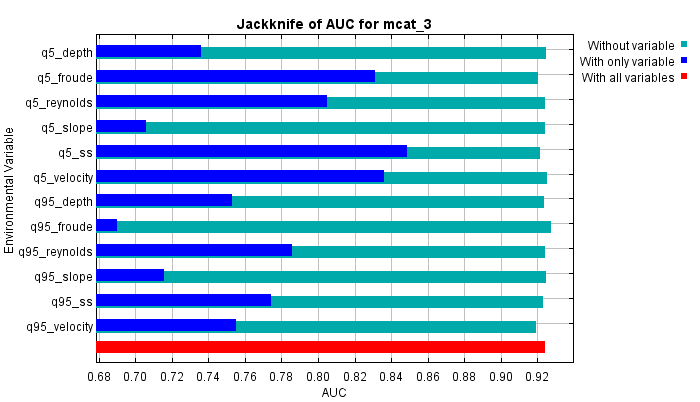 Jackknife of AUC for mcat_3
Environmental Variable
q5_depth
q5_froude
q5_reynolds
q5_slope
q5_ss
q5_velocity
q95_depth
q95_froude
q95_reynolds
q95_slope
q95_ss
q95_velocity
0.68 0.70 0.72 0.74 0.76 0.78 0.80 0.82 0.84 0.86 0.88 0.90 0.92
AUC
Without variable
With only variable
With all variables